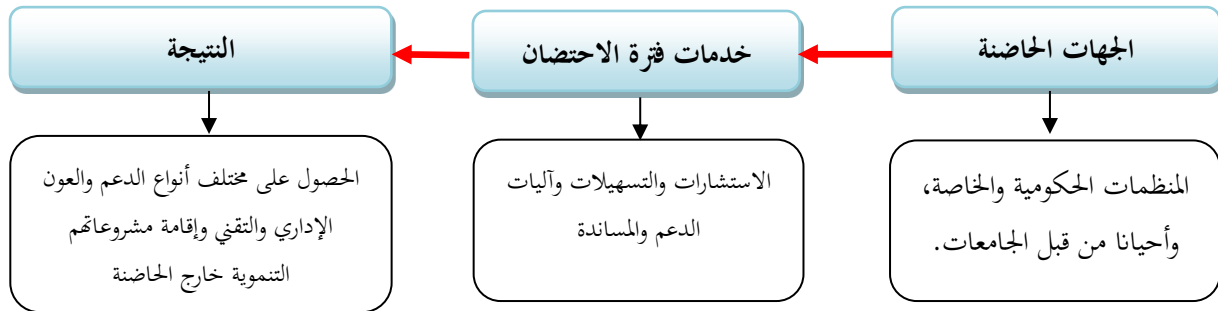 الجهات الحاضنة
خدمات فترة الاحتضان
النتيجة
المنظمات الحكومية والخاصة،
وأحيانا من قبل الجامعات.
الاستشارات والتسهيلات وآليات
الدعم والمساندة
الحصول على مختلف أنواع الدعم والعون
الإداري والتقني وإقامة مشروعاتهم
التنموية خارج الحاضنة